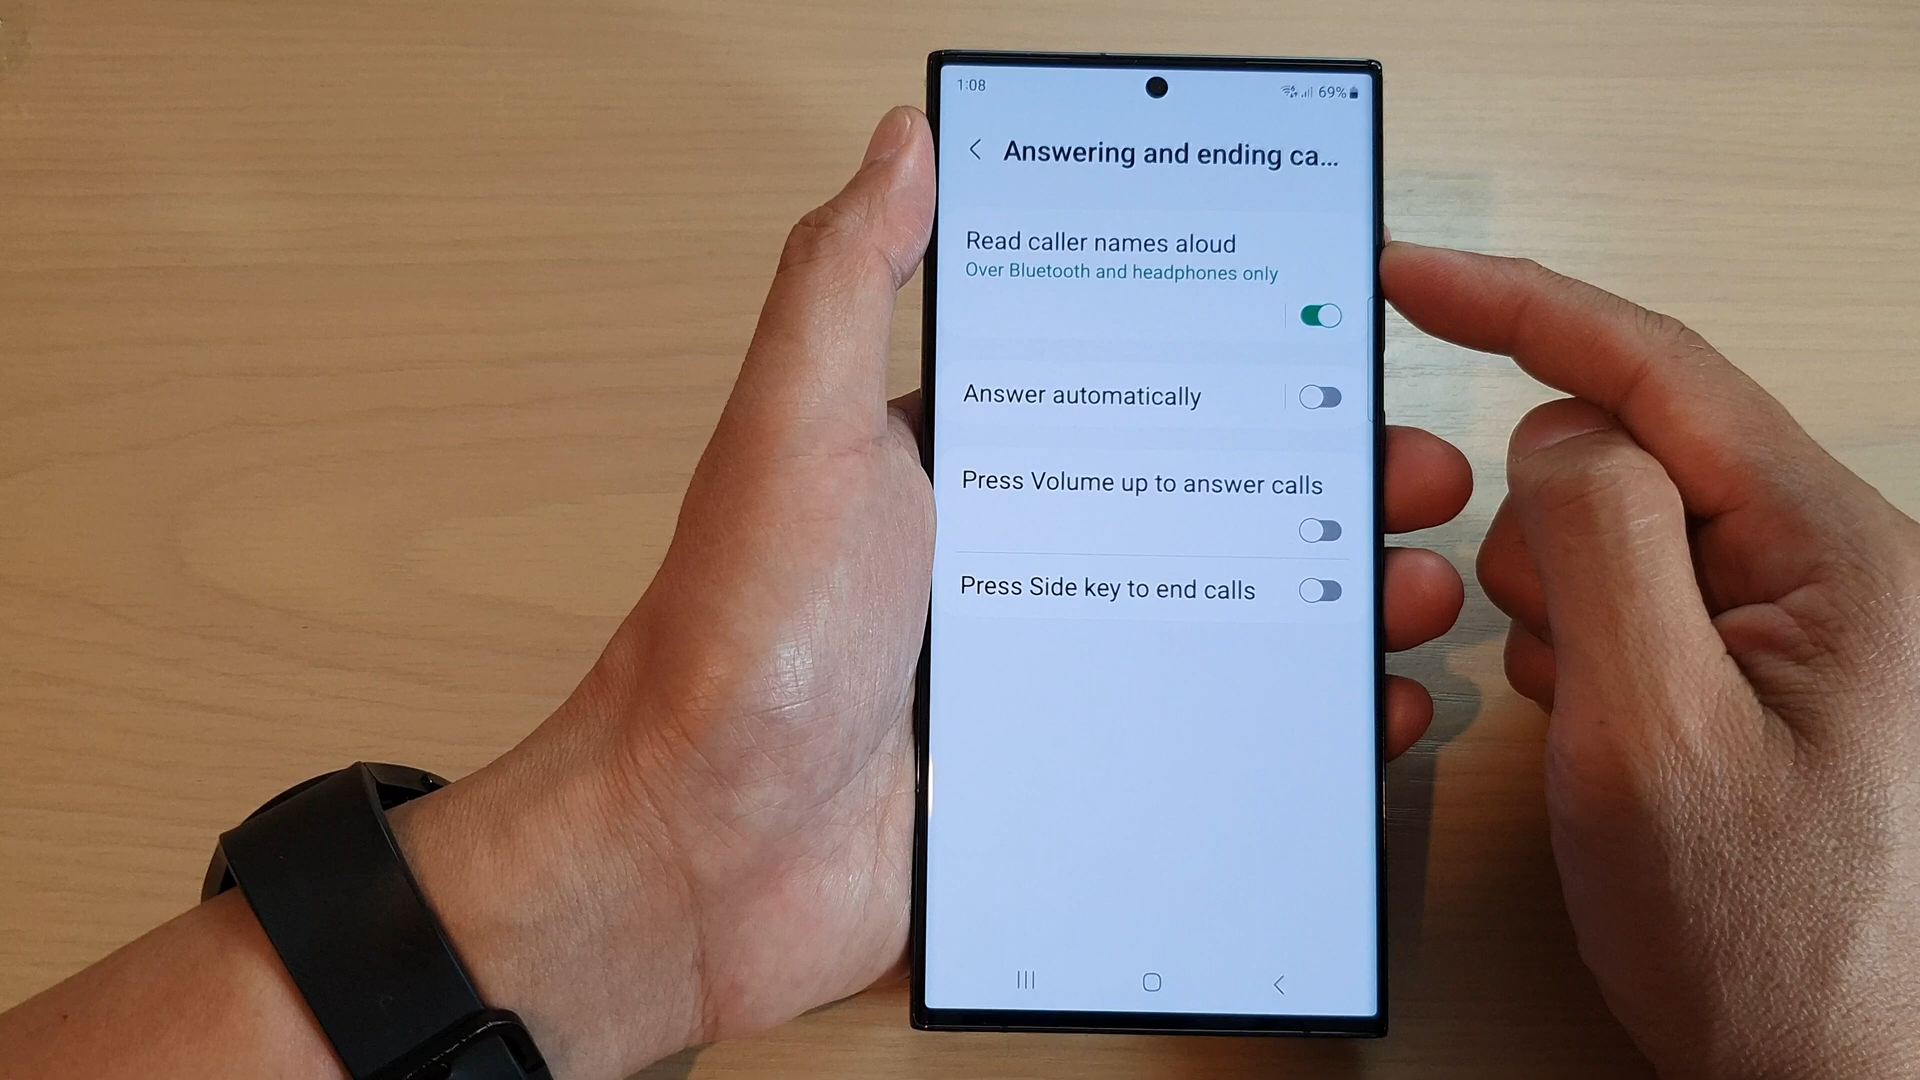 1:08
69%
Answering and ending ca...
Read caller names aloud
Over Bluetooth and headphones only
Answer automatically
Press Volume up to answer calls
Press Side key to end calls